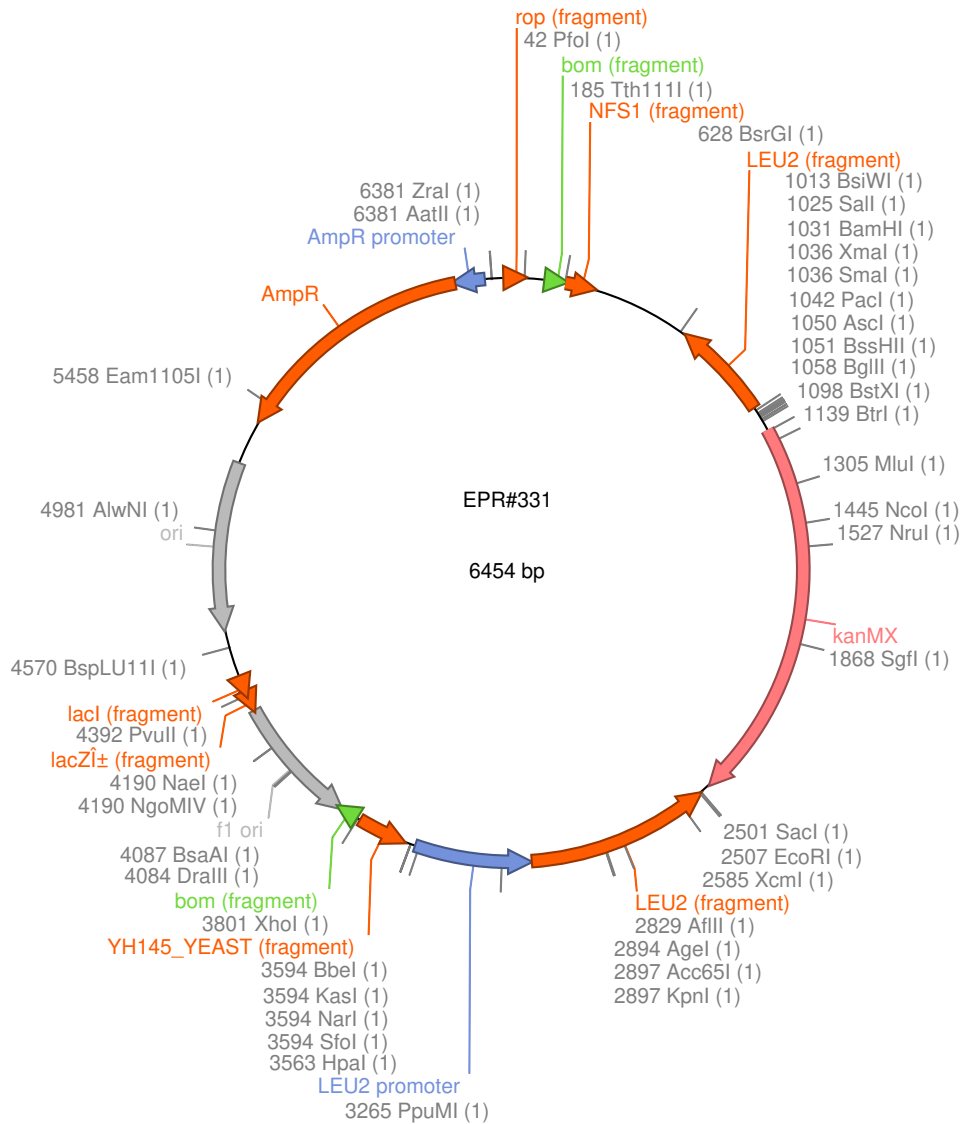 rop (fragment)
42 PfoI (1)
bom (fragment)
185 Tth111I (1)
NFS1 (fragment)
628 BsrGI (1)
LEU2 (fragment)
1013 BsiWI (1)
1025 SalI (1)
1031 BamHI (1)
1036 XmaI (1)
1036 SmaI (1)
1042 PacI (1)
1050 AscI (1)
1051 BssHII (1)
1058 BglII (1)
1098 BstXI (1)
1139 BtrI (1)
1305 MluI (1)
1445 NcoI (1)
1527 NruI (1)
kanMX
1868 SgfI (1)
2501 SacI (1)
2507 EcoRI (1)
2585 XcmI (1)
LEU2 (fragment)
2829 AflII (1)
2894 AgeI (1)
2897 Acc65I (1)
2897 KpnI (1)
6381 ZraI (1)
6381 AatII (1)
AmpR promoter
AmpR
5458 Eam1105I (1)
EPR#331
6454 bp
4981 AlwNI (1)
ori
4570 BspLU11I (1)
lacI (fragment)
4392 PvuII (1)
lacZÎ± (fragment)
4190 NaeI (1)
4190 NgoMIV (1)
f1 ori
4087 BsaAI (1)
4084 DraIII (1)
bom (fragment)
3801 XhoI (1)
YH145_YEAST (fragment)
3594 BbeI (1)
3594 KasI (1)
3594 NarI (1)
3594 SfoI (1)
3563 HpaI (1)
LEU2 promoter
3265 PpuMI (1)